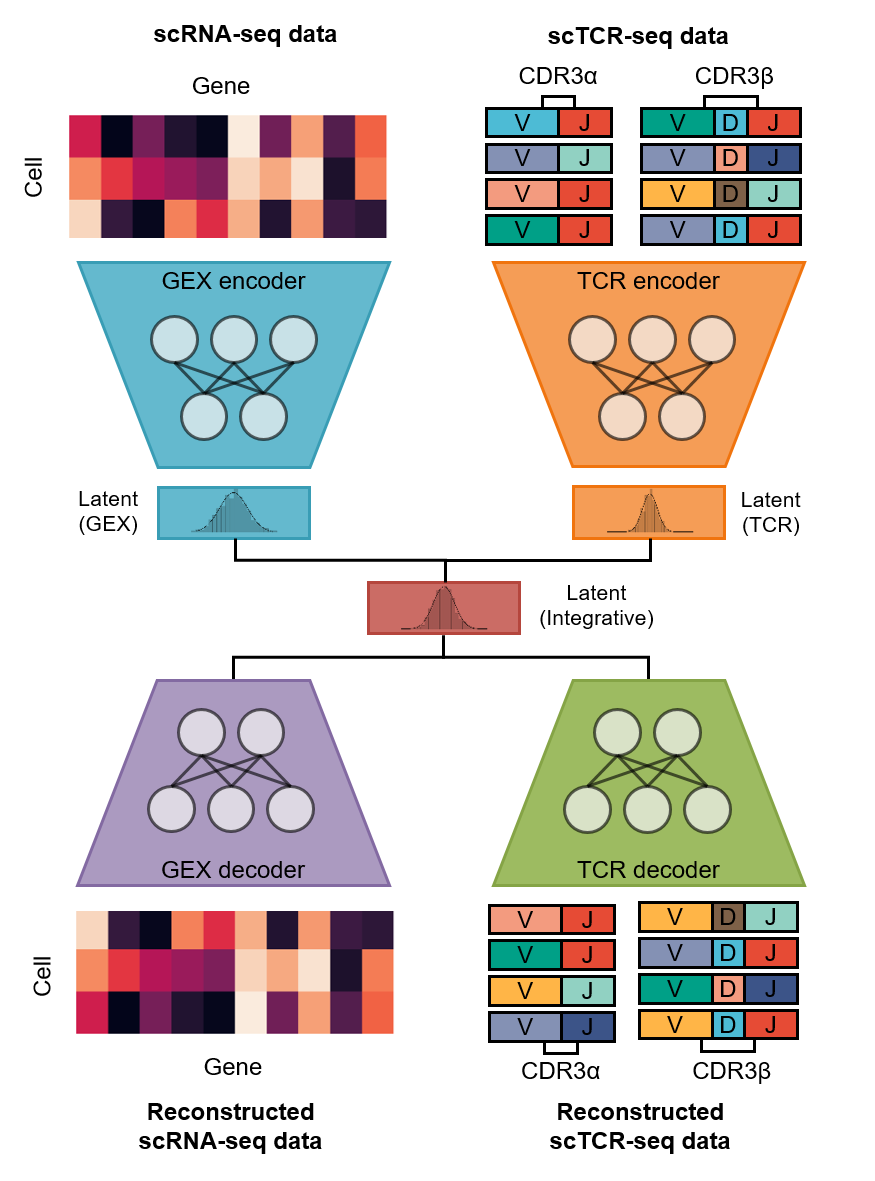 scRNA-seq data
scTCR-seq data
Gene
CDR3α
CDR3β
Cell
V J
V D J
V J
V D J
V J
V D J
V J
V D J
GEX encoder
TCR encoder
Latent
(GEX)
Latent
(TCR)
Latent
(Integrative)
GEX decoder
TCR decoder
Cell
V J
V D J
V J
V D J
V J
V D J
V J
V D J
Gene
CDR3α
CDR3β
Reconstructed
scRNA-seq data
Reconstructed
scTCR-seq data